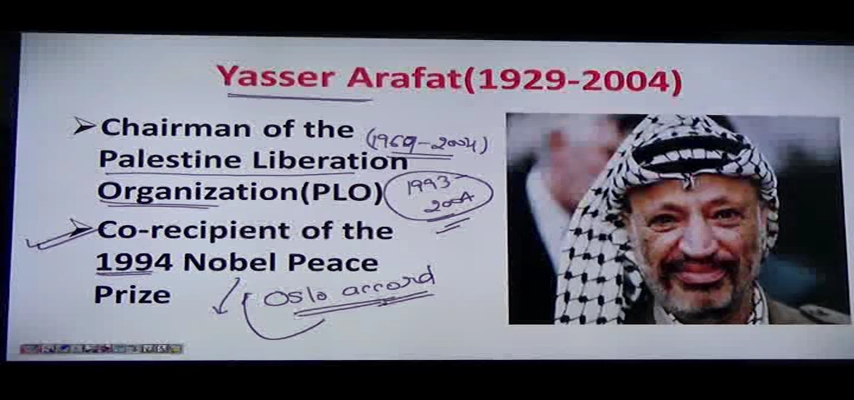 Yasser Arafat(1929-2004)
➢Chairman of the
(1969-2004)
Palestine Liberation
Organization(PLO)
1993-
2004
➢Co-recipient of the
1994 Nobel Peace
Prize
Oslo accord